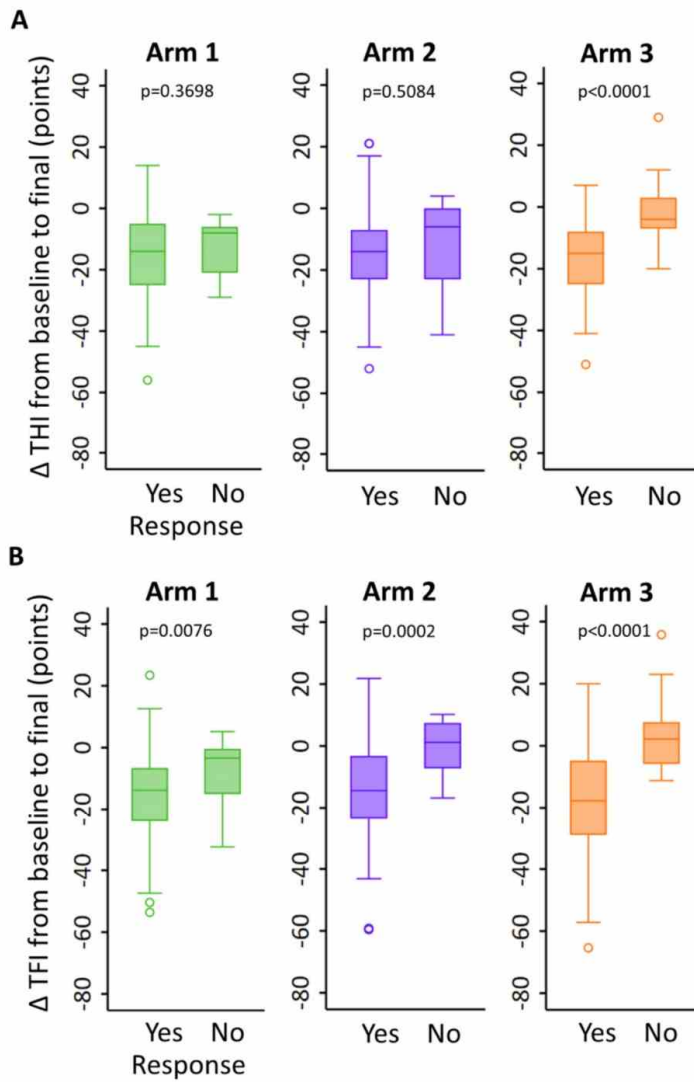 A
Arm 1 Arm 2 Arm 3
Δ THI from baseline to final (points)
40 40 40
p=0.3698 p=0.5084 p<0.0001
20 20 20
0 0 0
-20 -20 -20
-40 -40 -40
-60 -60 -60
-80 -80 -80
Yes No Yes No Yes No
Response
B
Arm 1 Arm 2 Arm 3
Δ TFI from baseline to final (points)
40 40 40
p=0.0076 p=0.0002 p<0.0001
20 20 20
0 0 0
-20 -20 -20
-40 -40 -40
-60 -60 -60
-80 -80 -80
Yes No Yes No Yes No
Response